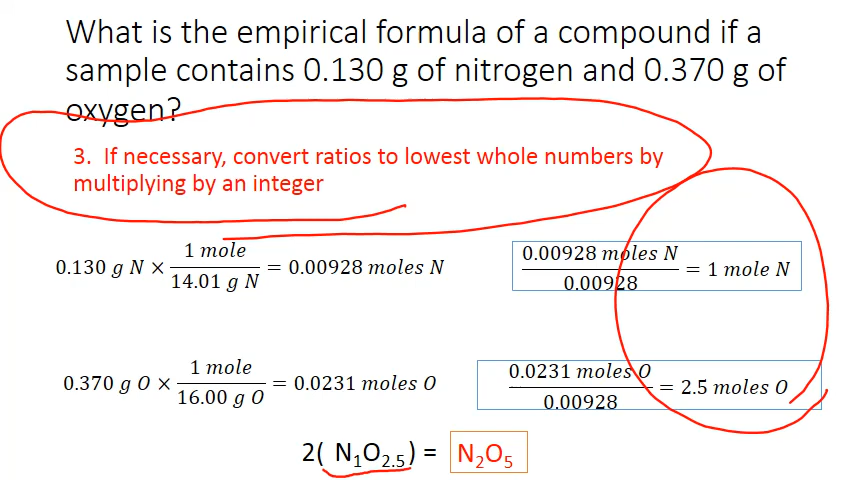 What is the empirical formula of a compound if a
sample contains 0.130 g of nitrogen and 0.370 g of
oxygen?
3. If necessary, convert ratios to lowest whole numbers by
multiplying by an integer
0.130 g N × 1 mole / 14.01 g N = 0.00928 moles N
0.00928 moles N / 0.00928 = 1 mole N
0.370 g O × 1 mole / 16.00 g O = 0.0231 moles O
0.0231 moles O / 0.00928 = 2.5 moles O
2( N₁O₂.₅) = N₂O₅